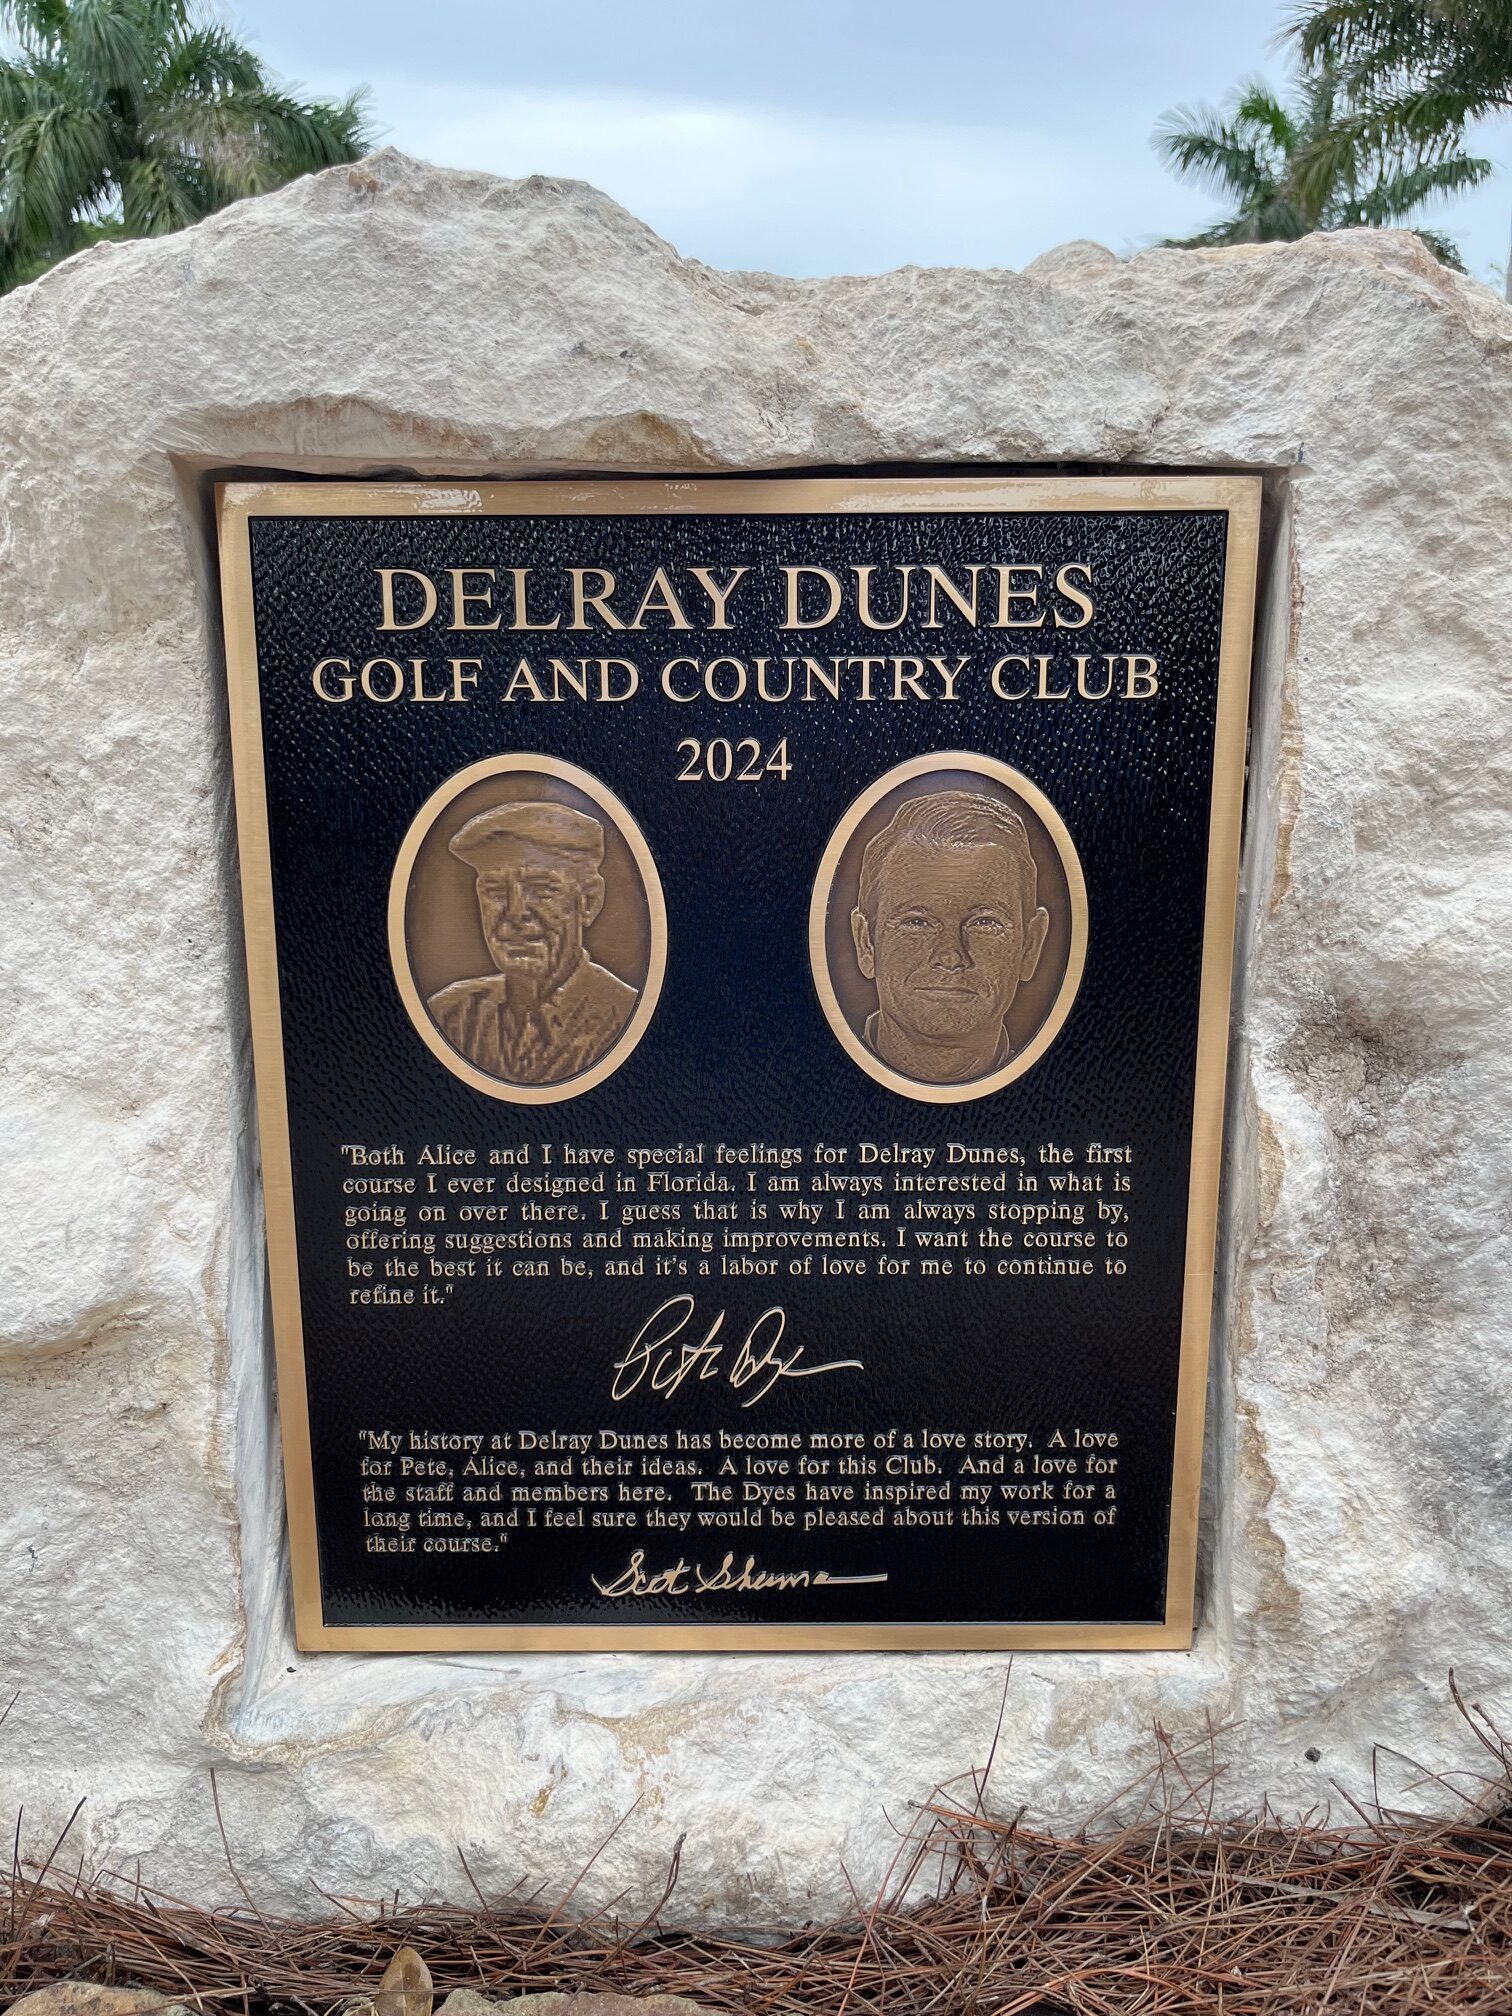 DELRAY DUNES
GOLF AND COUNTRY CLUB
2024
"Both Alice and I have special feelings for Delray Dunes, the first
course I ever designed in Florida. I am always interested in what is
going on over there. I guess that is why I am always stopping by,
offering suggestions and making improvements. I want the course to
be the best it can be, and it's a labor of love for me to continue to
refine it."
Pete Dye
"My history at Delray Dunes has become more of a love story.  A love
for Pete, Alice, and their ideas.  A love for this Club.  And a love for
the staff and members here.  The Dyes have inspired my work for a
long time, and I feel sure they would be pleased about this version of
their course."
Scot Sherman